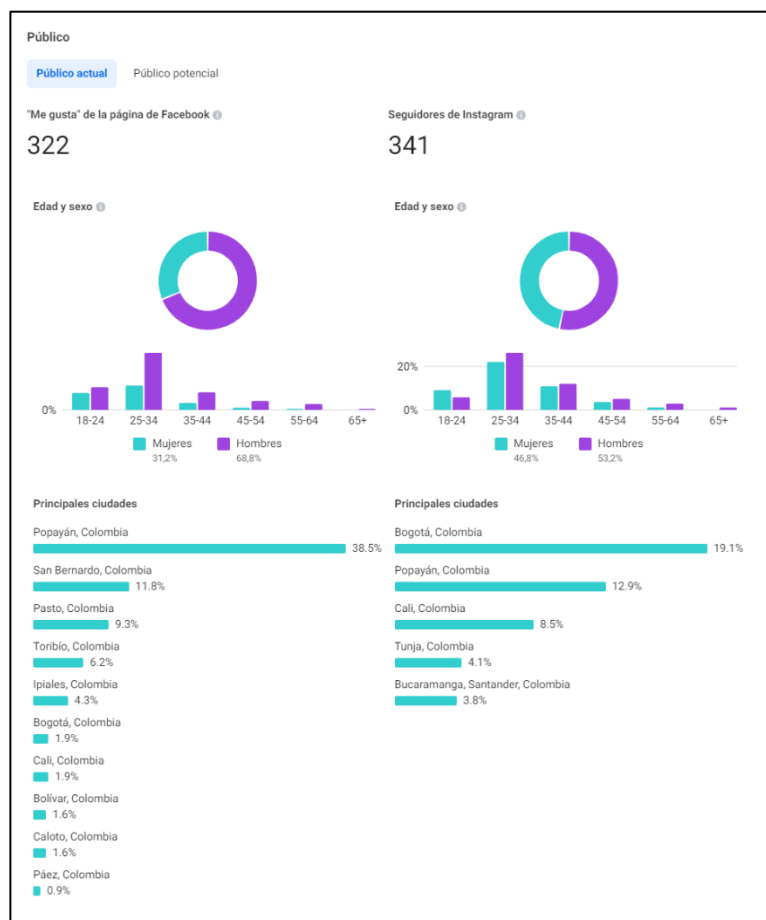 Público
Público actual Público potencial
"Me gusta" de la página de Facebook
322
Edad y sexo
0%
18-24 25-34 35-44 45-54 55-64 65+
Mujeres Hombres
31,2% 68,8%
Principales ciudades
Popayán, Colombia
38.5%
San Bernardo, Colombia
11.8%
Pasto, Colombia
9.3%
Toribío, Colombia
6.2%
Ipiales, Colombia
4.3%
Bogotá, Colombia
1.9%
Cali, Colombia
1.9%
Bolívar, Colombia
1.6%
Caloto, Colombia
1.6%
Páez, Colombia
0.9%
Seguidores de Instagram
341
Edad y sexo
20%
0%
18-24 25-34 35-44 45-54 55-64 65+
Mujeres Hombres
46,8% 53,2%
Principales ciudades
Bogotá, Colombia
19.1%
Popayán, Colombia
12.9%
Cali, Colombia
8.5%
Tunja, Colombia
4.1%
Bucaramanga, Santander, Colombia
3.8%